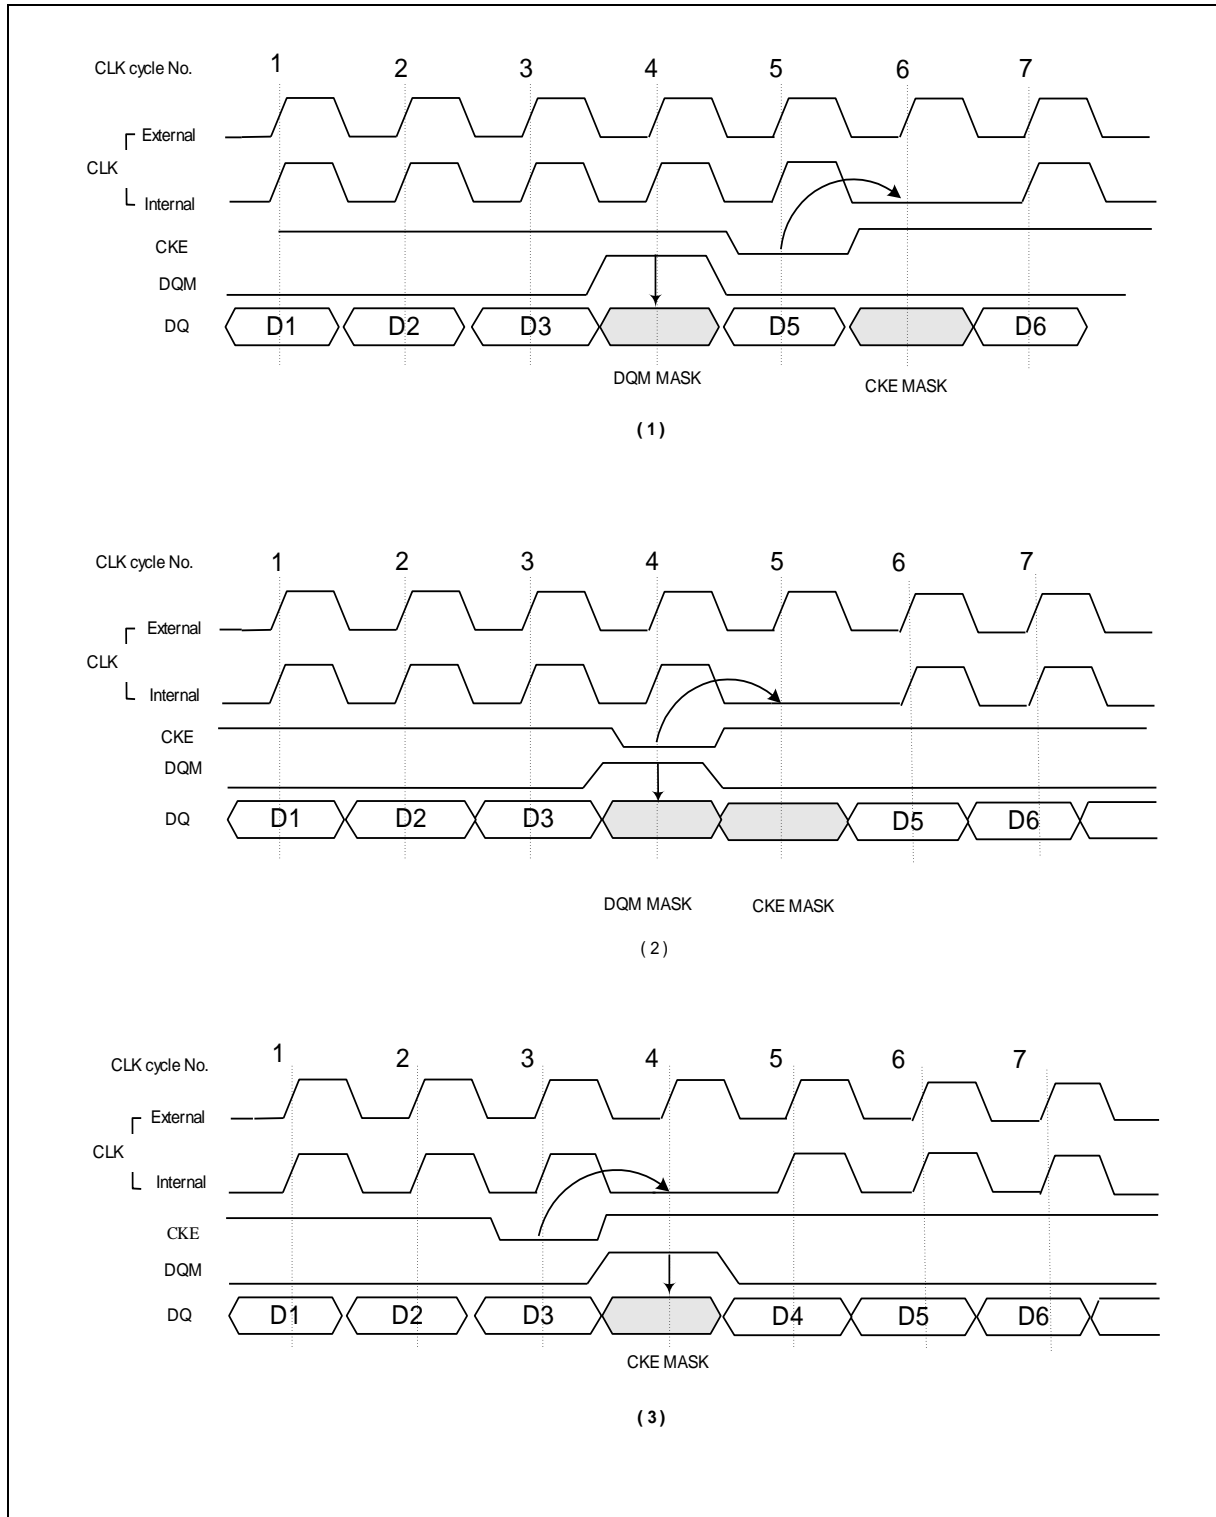 CLK cycle No. 1 2 3 4 5 6 7
External
CLK
Internal
CKE
DQM
DQ D1 D2 D3 D5 D6
DQM MASK CKE MASK
( 1 )
CLK cycle No. 1 2 3 4 5 6 7
External
CLK
Internal
CKE
DQM
DQ D1 D2 D3 D5 D6
DQM MASK CKE MASK
( 2 )
CLK cycle No. 1 2 3 4 5 6 7
External
CLK
Internal
CKE
DQM
DQ D1 D2 D3 D4 D5 D6
CKE MASK
( 3 )